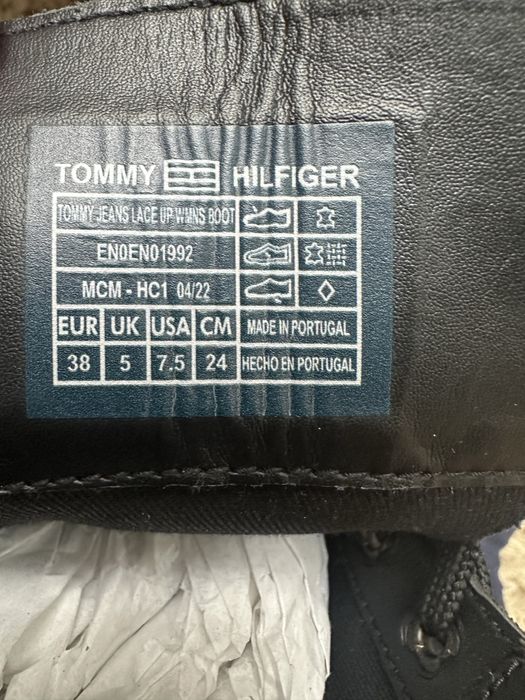 TOMMY HILFIGER
TOMMY JEANS LACE UP WMNS BOOT
EN0EN01992
MCM - HC1 04/22
EUR UK USA CM MADE IN PORTUGAL
38 5 7.5 24 HECHO EN PORTUGAL